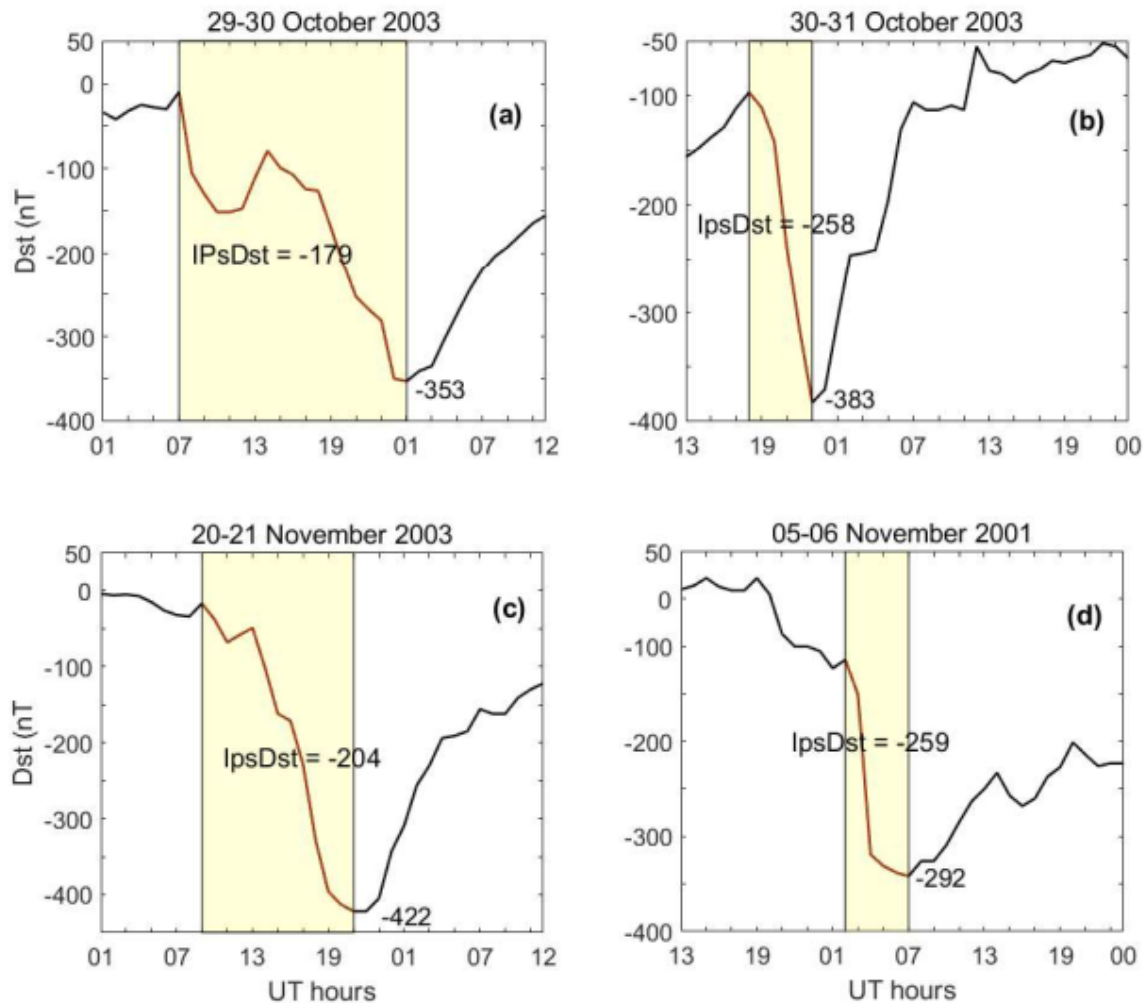 29-30 October 2003
50
0
-100
-200
-300
-400
Dst (nT
(a)
IPsDst = -179
-353
01 07 13 19 01 07 12
30-31 October 2003
-50
-100
-200
-300
-400
(b)
IpsDst = -258
-383
13 19 01 07 13 19 00
20-21 November 2003
50
0
-100
-200
-300
-400
Dst (nT
(c)
IpsDst = -204
-422
01 07 13 19 01 07 12
UT hours
05-06 November 2001
50
0
-100
-200
-300
-400
(d)
IpsDst = -259
-292
13 19 01 07 13 19 00
UT hours